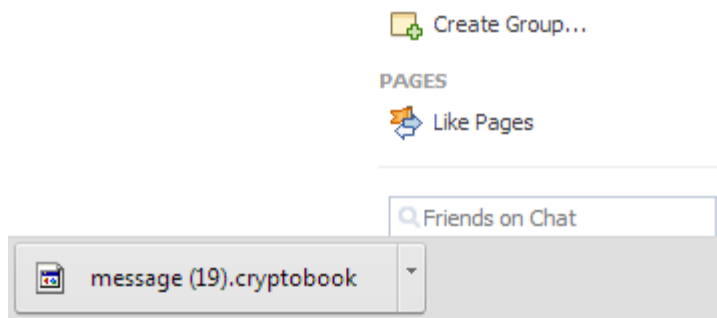 Create Group...
PAGES
Like Pages
Friends on Chat
message (19).cryptobook